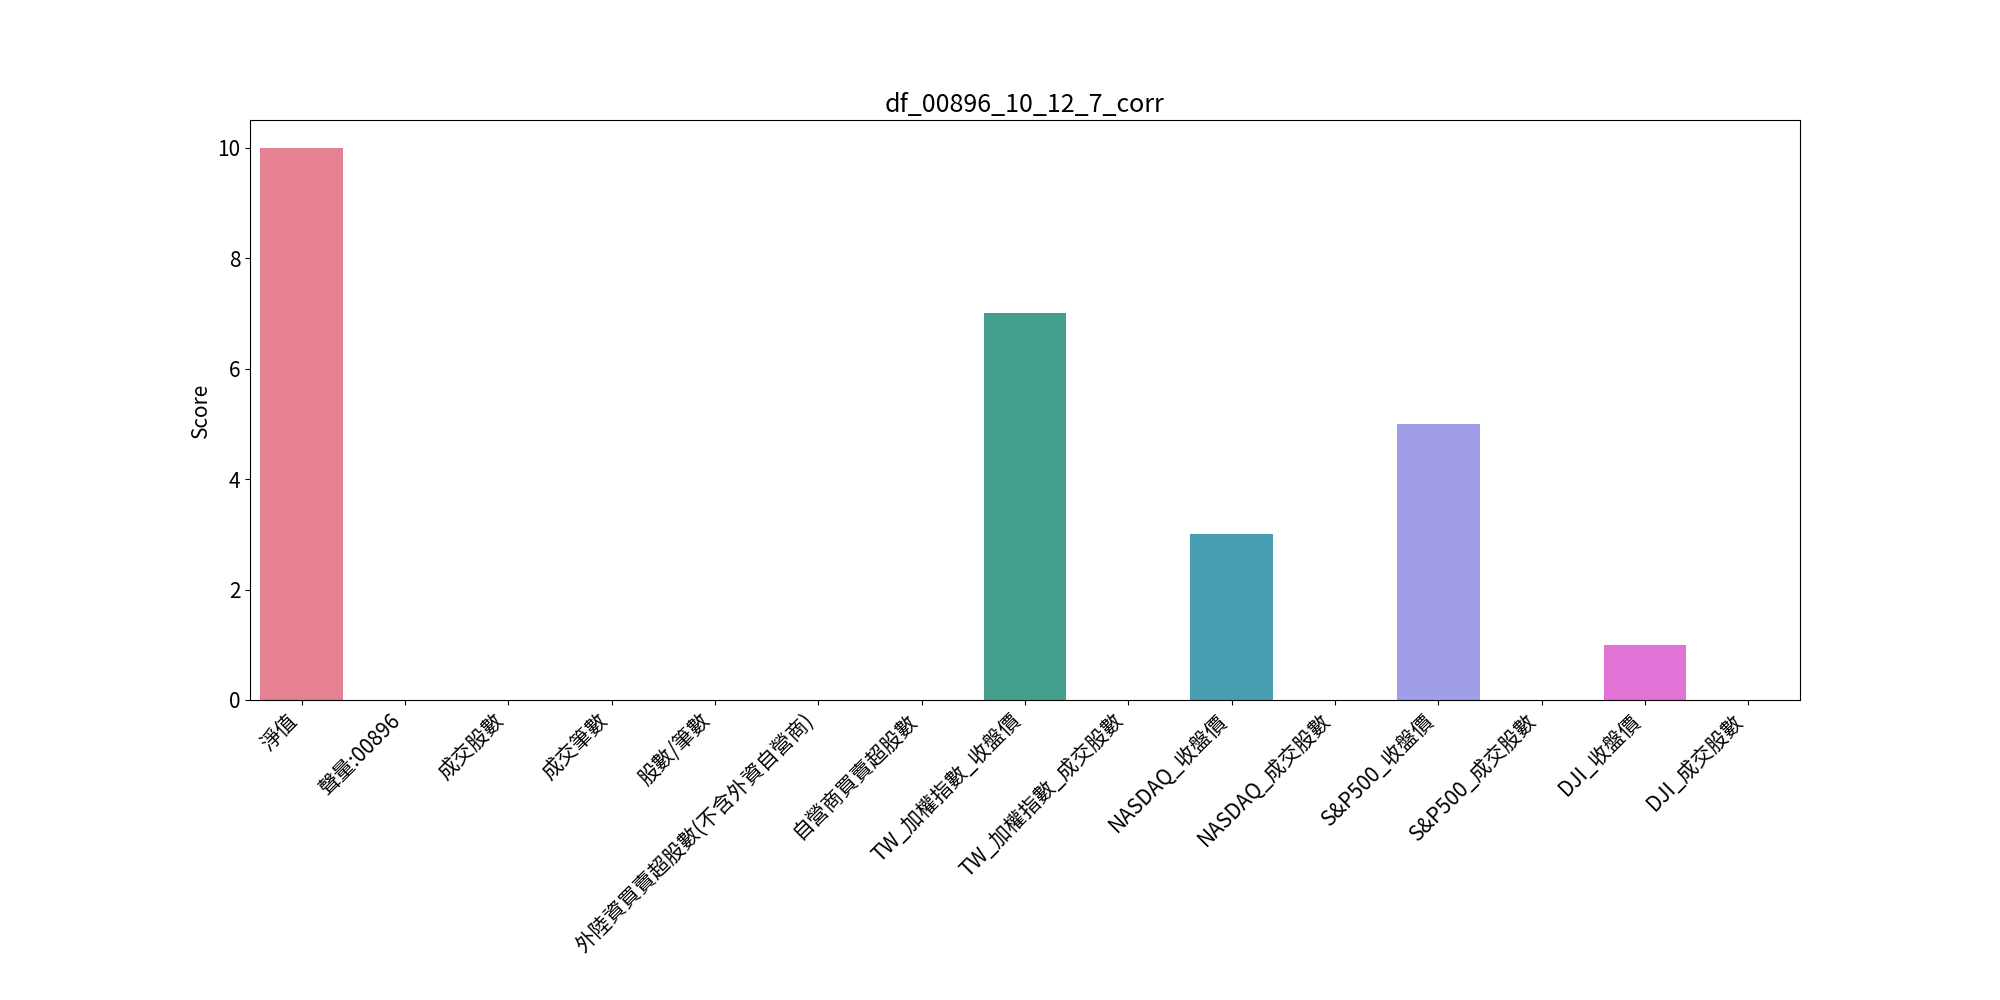 df_00896_10_12_7_corr
Score
10
8
6
4
2
0
淨值
聲量:00896
成交股數
成交筆數
股數/筆數
外陸資買賣超股數(不含外資自營商)
自營商買賣超股數
TW_加權指數_收盤價
TW_加權指數_成交股數
NASDAQ_收盤價
NASDAQ_成交股數
S&P500_收盤價
S&P500_成交股數
DJI_收盤價
DJI_成交股數